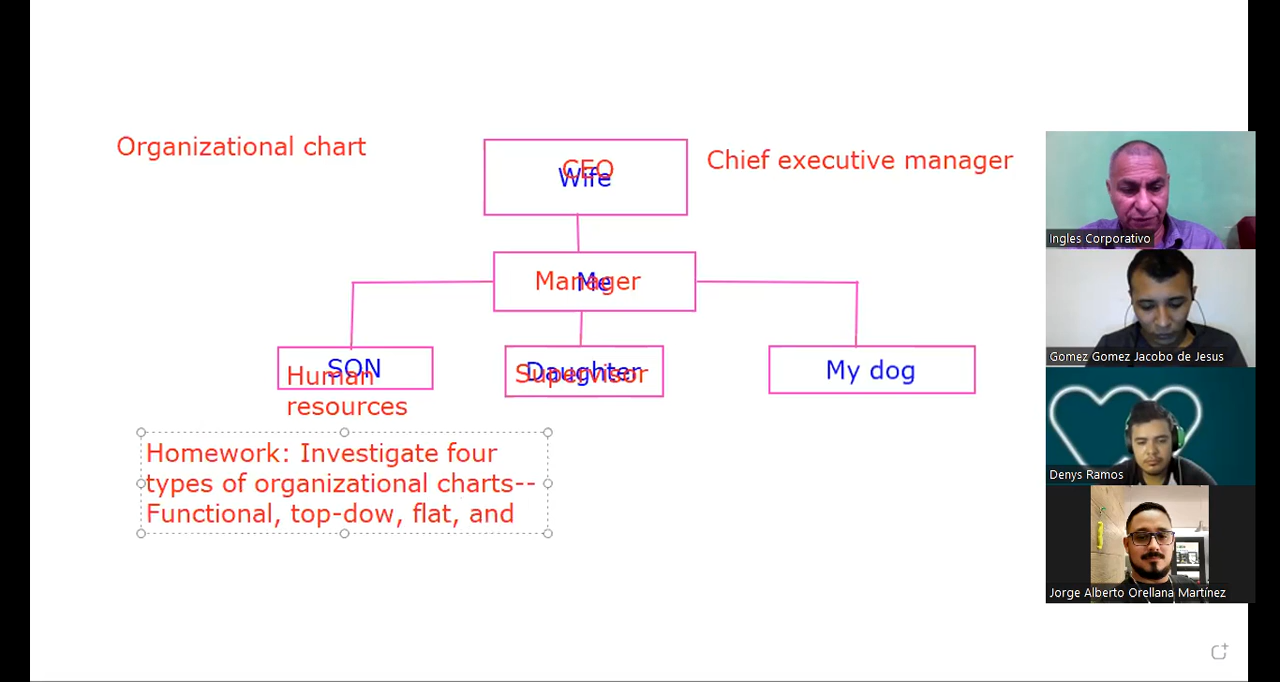 Organizational chart
CEO
Wife
Chief executive manager
Manager
Me
SON
Human
resources
Daughter
Supervisor
My dog
Homework: Investigate four
types of organizational charts--
Functional, top-dow, flat, and
Ingles Corporativo
Gomez Gomez Jacobo de Jesus
Denys Ramos
Jorge Alberto Orellana Martínez